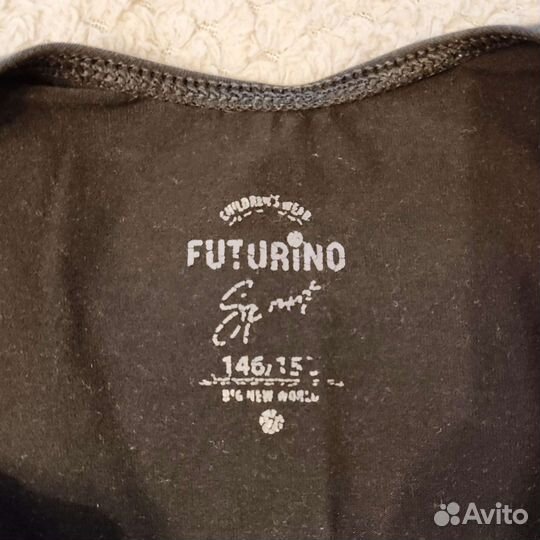 CHILDREN'S WEAR
FUTURINO
146/15
BIG NEW WORLD
Avito